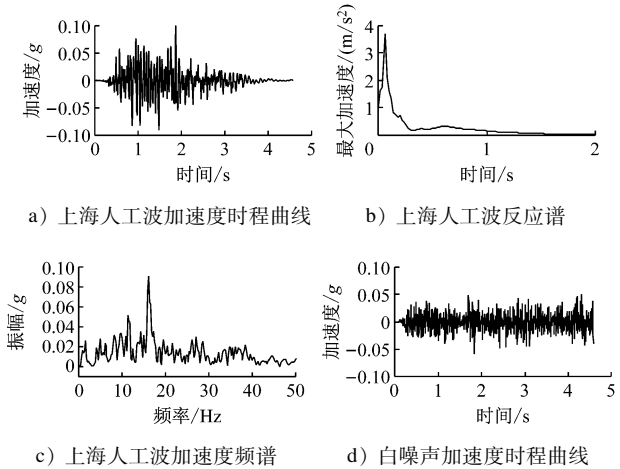 0.10
0.05
0
−0.05
−0.10
加速度/g
0 1 2 3 4 5
时间/s
a）上海人工波加速度时程曲线
4
3
2
1
最大加速度/(m/s²)
0 1 2
时间/s
b）上海人工波反应谱
0.10
0.08
0.06
0.04
0.02
0
振幅/g
0 10 20 30 40 50
频率/Hz
c）上海人工波加速度频谱
0.10
0.05
0
−0.05
−0.10
加速度/g
0 1 2 3 4 5
时间/s
d）白噪声加速度时程曲线